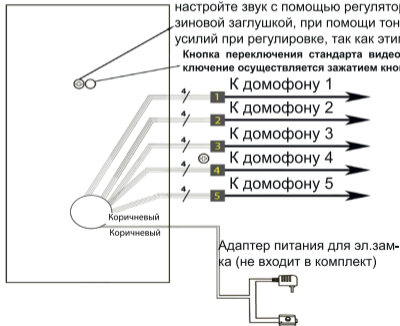 настройте звук с помощью регулятор
зиновой заглушкой, при помощи тон
усилий при регулировке, так как эти
Кнопка переключения стандарта видео
ключение осуществляется зажатием кно
4 1 К домофону 1
4 2 К домофону 2
4 3 К домофону 3
4 4 К домофону 4
4 5 К домофону 5
Коричневый
Коричневый
Адаптер питания для эл.зам-
ка (не входит в комплект)